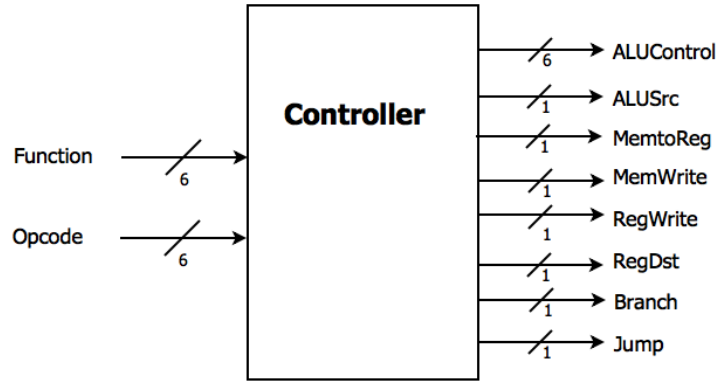 Controller
Function
6
Opcode
6
6
ALUControl
1
ALUSrc
1
MemtoReg
1
MemWrite
1
RegWrite
1
RegDst
1
Branch
1
Jump